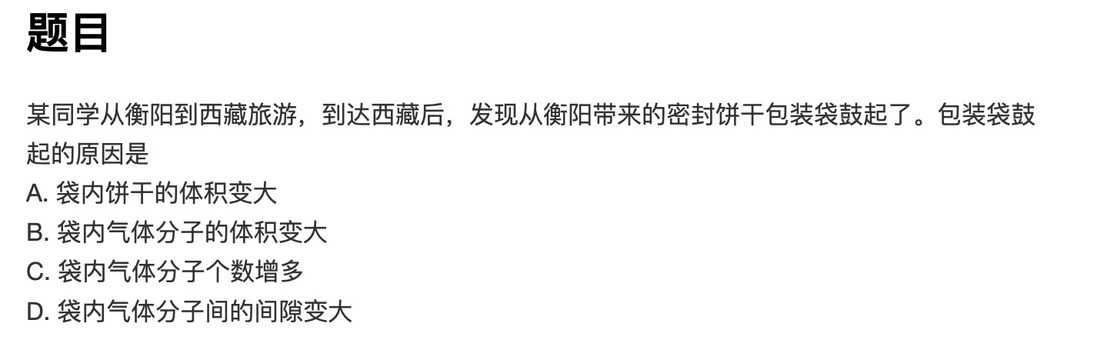 题目
某同学从衡阳到西藏旅游，到达西藏后，发现从衡阳带来的密封饼干包装袋鼓起了。包装袋鼓
起的原因是
A. 袋内饼干的体积变大
B. 袋内气体分子的体积变大
C. 袋内气体分子个数增多
D. 袋内气体分子间的间隙变大